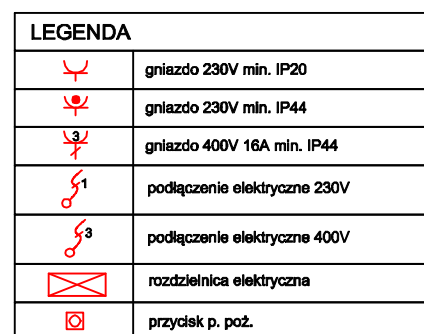 LEGENDA
gniazdo 230V min. IP20
gniazdo 230V min. IP44
3 gniazdo 400V 16A min. IP44
1 podłączenie elektryczne 230V
3 podłączenie elektryczne 400V
rozdzielnica elektryczna
przycisk p. poż.